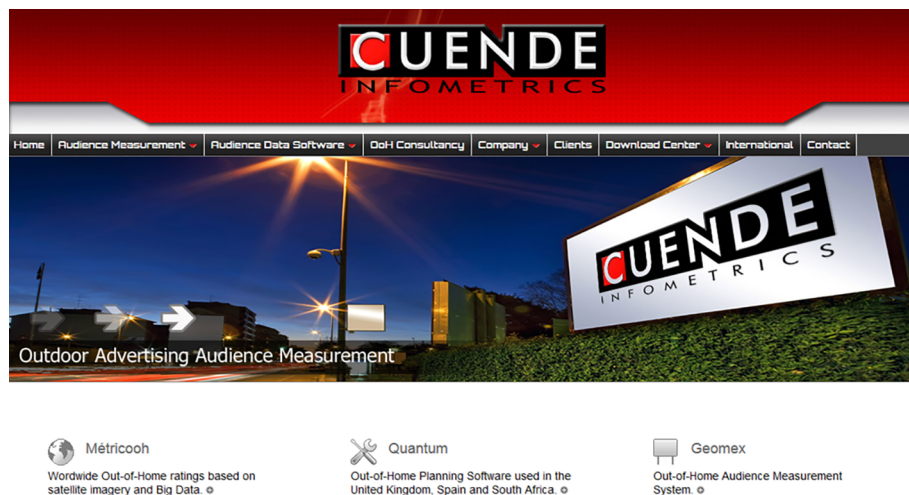 CUENDE
INFOMETRICS
Home Audience Measurement Audience Data Software OoH Consultancy Company Clients Download Center International Contact
CUENDE
INFOMETRICS
Outdoor Advertising Audience Measurement
Métricooh Quantum Geomex
Wordwide Out-of-Home ratings based on Out-of-Home Planning Software used in the Out-of-Home Audience Measurement
satellite imagery and Big Data. United Kingdom, Spain and South Africa. System.